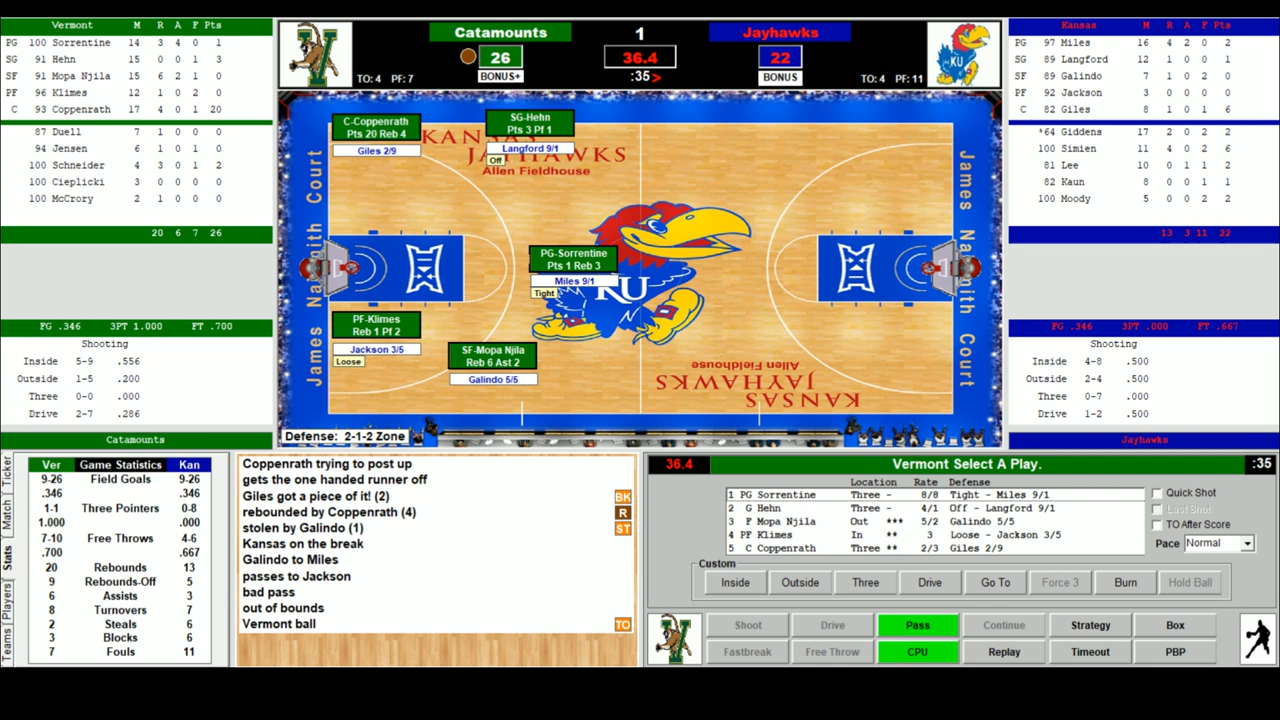 Vermont M R A F Pts
PG 100 Sorrentine 14 3 4 0 1
SG 91 Hehn 15 0 0 1 3
SF 91 Mopa Njila 15 6 2 1 0
PF 96 Klimes 12 1 0 2 0
C 93 Coppenrath 17 4 0 1 20
87 Duell 7 1 0 0 0
94 Jensen 6 1 0 0 0
100 Schneider 4 3 0 1 2
100 Cieplicki 3 0 0 0 0
100 McCrory 2 1 0 0 0
20 6 7 26
FG .346 3PT 1.000 FT .700
Shooting
Inside 5-9 .556
Outside 1-5 .200
Three 0-0 .000
Drive 2-7 .286
Catamounts
Catamounts 1 Jayhawks
26 36.4 22
BONUS+ :35> BONUS
TO: 4 PF: 7 TO: 4 PF: 11
KU
Kansas M R A F Pts
PG 97 Miles 16 4 2 0 2
SG 89 Langford 12 1 0 0 1
SF 89 Galindo 7 1 0 2 0
PF 92 Jackson 3 0 0 0 0
C 82 Giles 8 1 0 1 6
*64 Giddens 17 2 0 2 2
100 Simien 11 4 0 2 6
81 Lee 10 0 1 1 2
82 Kaun 8 0 0 1 1
100 Moody 5 0 0 2 2
13 3 11 22
FG .346 3PT .000 FT .667
Shooting
Inside 4-8 .500
Outside 2-4 .500
Three 0-7 .000
Drive 1-2 .500
Jayhawks
C-Coppenrath
Pts 20 Reb 4
Giles 2/9
SG-Hehn
Pts 3 Pf 1
Langford 9/1
Off
KANSAS
JAYHAWKS
Allen Fieldhouse
James Naismith Court
PG-Sorrentine
Pts 1 Reb 3
Miles 9/1
Tight
KU
PF-Klimes
Reb 1 Pf 2
Jackson 3/5
Loose
SF-Mopa Njila
Reb 6 Ast 2
Galindo 5/5
Allen Fieldhouse
JAYHAWKS
KANSAS
James Naismith Court
Defense: 2-1-2 Zone
Ticker
Match
Stats
Players
Teams
Ver Game Statistics Kan
9-26 Field Goals 9-26
.346 .346
1-1 Three Pointers 0-8
1.000 .000
7-10 Free Throws 4-6
.700 .667
20 Rebounds 13
9 Rebounds-Off 5
6 Assists 3
8 Turnovers 7
2 Steals 6
3 Blocks 6
7 Fouls 11
Coppenrath trying to post up
gets the one handed runner off
Giles got a piece of it! (2) BK
rebounded by Coppenrath (4) R
stolen by Galindo (1) ST
Kansas on the break
Galindo to Miles
passes to Jackson
bad pass
out of bounds
Vermont ball TO
36.4 Vermont Select A Play. :35
Location Rate Defense
1 PG Sorrentine Three - 8/8 Tight - Miles 9/1
2 G Hehn Three - 4/1 Off - Langford 9/1
3 F Mopa Njila Out *** 5/2 Galindo 5/5
4 PF Klimes In ** 3 Loose - Jackson 3/5
5 C Coppenrath Three ** 2/3 Giles 2/9
Quick Shot
Last Shot
TO After Score
Pace Normal
Custom
Inside Outside Three Drive Go To Force 3 Burn Hold Ball
Shoot Drive Pass Continue Strategy Box
Fastbreak Free Throw CPU Replay Timeout PBP